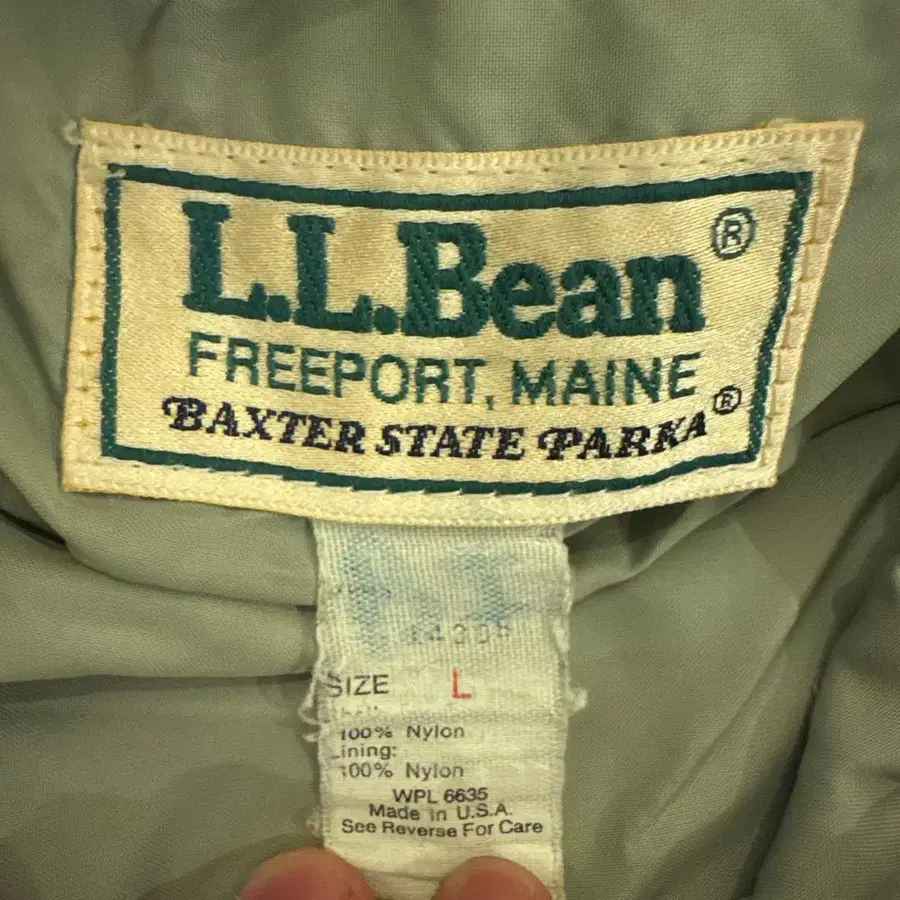 L.L.Bean®
FREEPORT, MAINE
BAXTER STATE PARKA®
SIZE L
100% Nylon
Lining:
100% Nylon
WPL 6635
Made in U.S.A.
See Reverse For Care